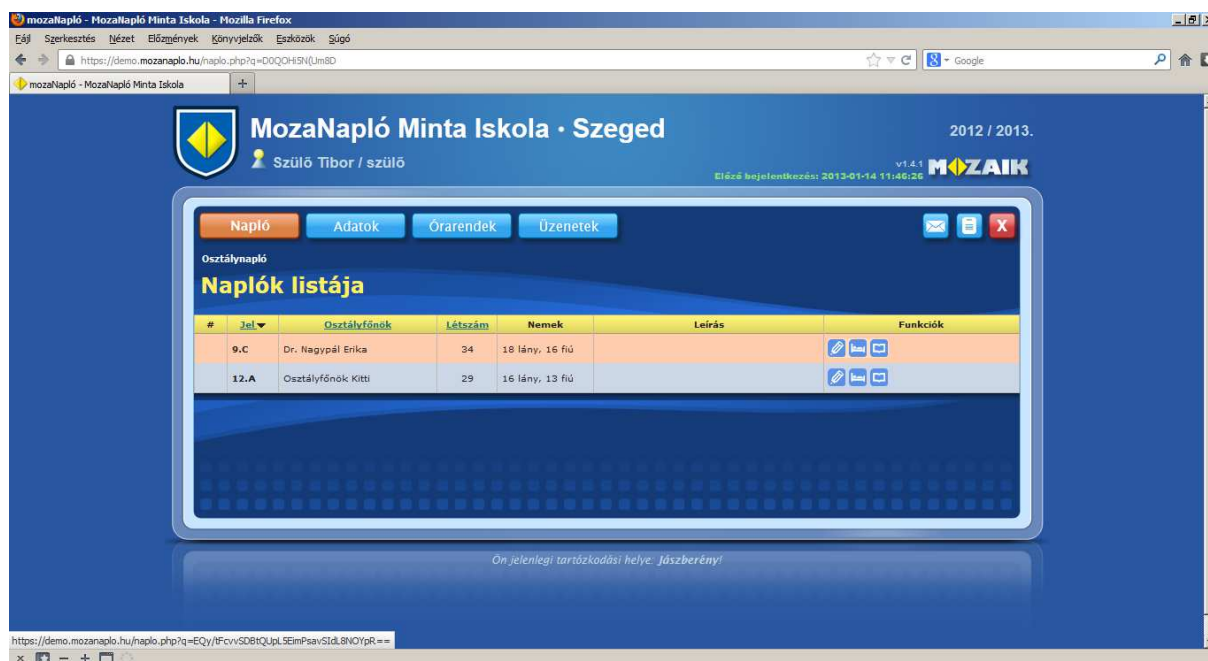 mozaNapló - MozaNapló Minta Iskola - Mozilla Firefox
Fájl Szerkesztés Nézet Előzmények Könyvjelzők Eszközök Súgó
https://demo.mozanaplo.hu/naplo.php?q=D0QOHi5N(Um8D
Google
mozaNapló - MozaNapló Minta Iskola
MozaNapló Minta Iskola · Szeged
2012 / 2013.
Szülő Tibor / szülő
v1.4.1 MOZAIK
Előző bejelentkezés: 2013-01-14 11:46:26
Napló Adatok Órarendek Üzenetek X
Osztálynapló
Naplók listája
# Jel Osztályfőnök Létszám Nemek Leírás Funkciók
9.C Dr. Nagypál Erika 34 18 lány, 16 fiú
12.A Osztályfőnök Kitti 29 16 lány, 13 fiú
Ön jelenlegi tartózkodási helye: Jászberény!
https://demo.mozanaplo.hu/naplo.php?q=EQy/tFcvvSDBtQUpL5EimPsavSIdL8NOYpR==